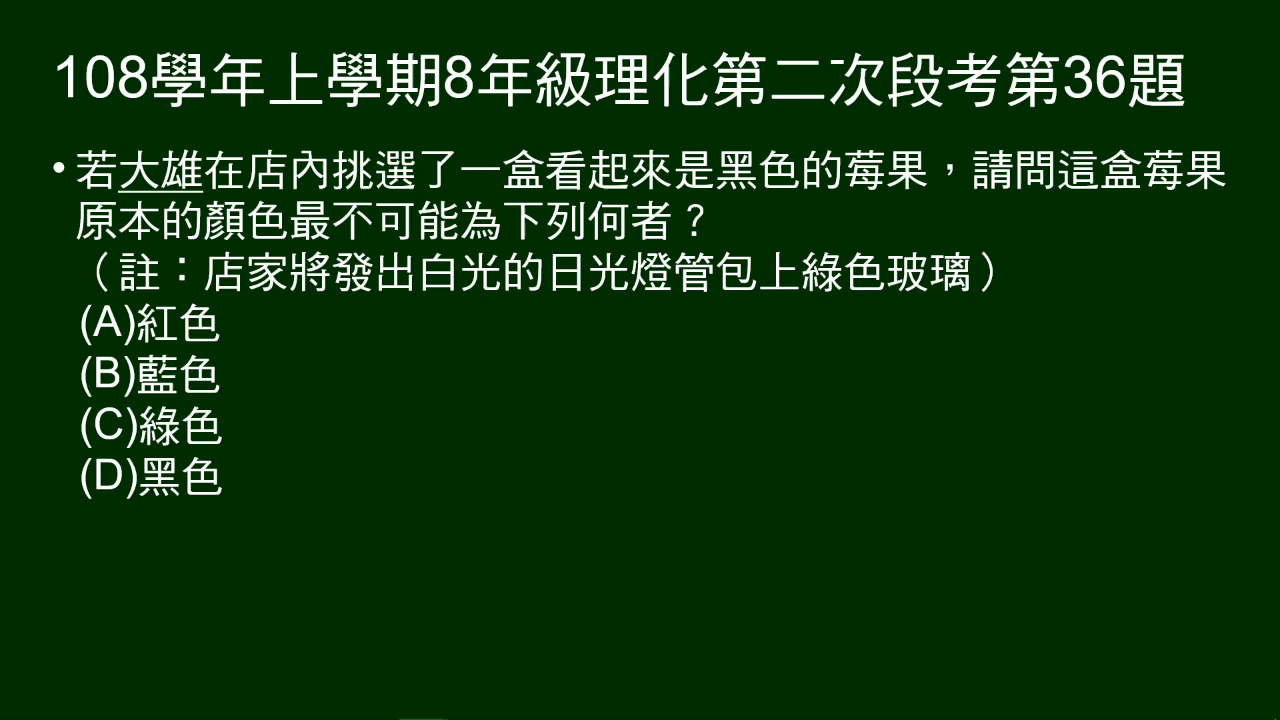 108學年上學期8年級理化第二次段考第36題
• 若大雄在店內挑選了一盒看起來是黑色的莓果，請問這盒莓果
原本的顏色最不可能為下列何者？
（註：店家將發出白光的日光燈管包上綠色玻璃）
(A)紅色
(B)藍色
(C)綠色
(D)黑色